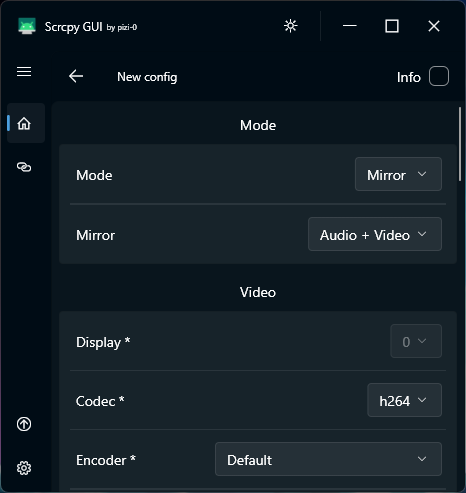 Scrcpy GUI by pizi-0
New config
Info
Mode
Mode Mirror
Mirror Audio + Video
Video
Display * 0
Codec * h264
Encoder * Default